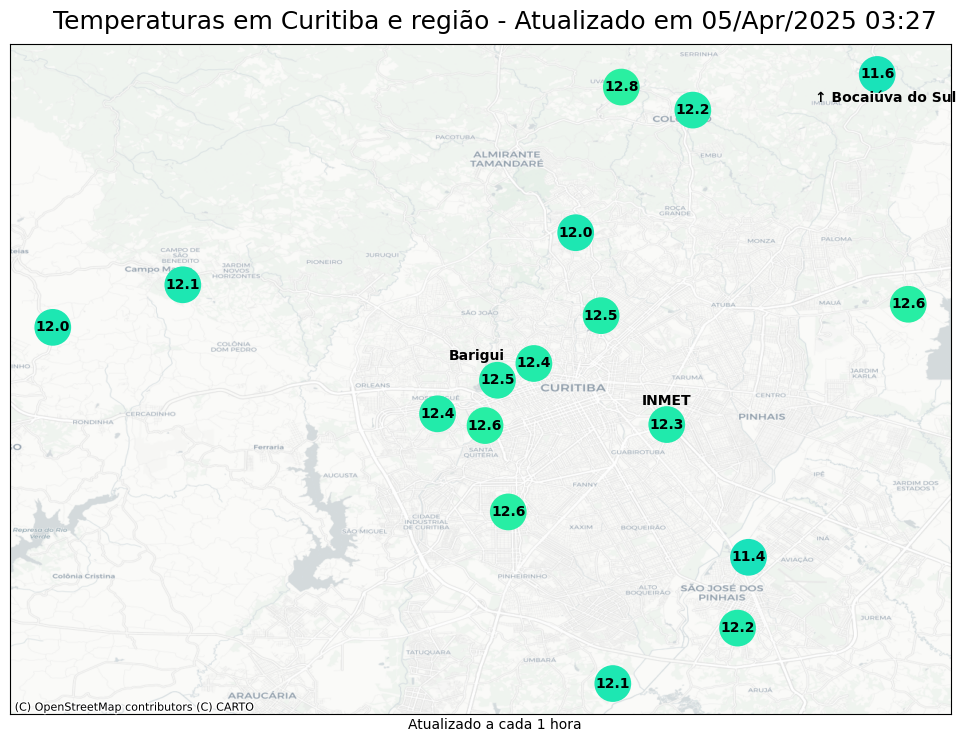 Temperaturas em Curitiba e região - Atualizado em 05/Apr/2025 03:27
SERRINHA
11.6
12.8
↑ Bocaiúva do Sul
12.2
PACOTUBA
ALMIRANTE
TAMANDARÉ
EMBU
ROÇA
GRANDE
12.0
MONZA
PALOMA
CAMPO DE
SÃO
BENEDITO
JURUQUI
PIONEIRO
JARDIM
NOVOS
HORIZONTES
12.1
12.6
MAUÁ
ATUBA
SÃO JOÃO
12.5
12.0
COLÔNIA
DOM PEDRO
Barigui
12.4
12.5
ORLEANS
CURITIBA
TARUMÃ
JARDIM
KARLA
CENTRO
INMET
12.4
CERCADINHO
RONDINHA
12.6
12.3
PINHAIS
Ferraria
SANTA
QUITÉRIA
GUABIROTUBA
AUGUSTA
IPÊ
FANNY
JARDIM DOS
ESTADOS I
12.6
CIDADE
INDUSTRIAL
DE CURITIBA
SÃO MIGUEL
XAXIM
BOQUEIRÃO
Represa do Rio
Verde
INÁ
11.4
AVIAÇÃO
Colônia Cristina
PINHEIRINHO
ALTO
BOQUEIRÃO
SÃO JOSÉ DOS
PINHAIS
JUREMA
12.2
TATUQUARA
UMBARÁ
12.1
ARUJÁ
ARAUCÁRIA
(C) OpenStreetMap contributors (C) CARTO
Atualizado a cada 1 hora